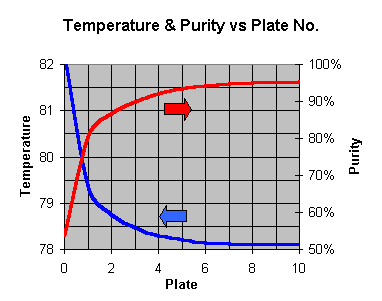 Temperature & Purity vs Plate No.
82
81
80
79
78
Temperature
100%
90%
80%
70%
60%
50%
Purity
0 2 4 6 8 10
Plate